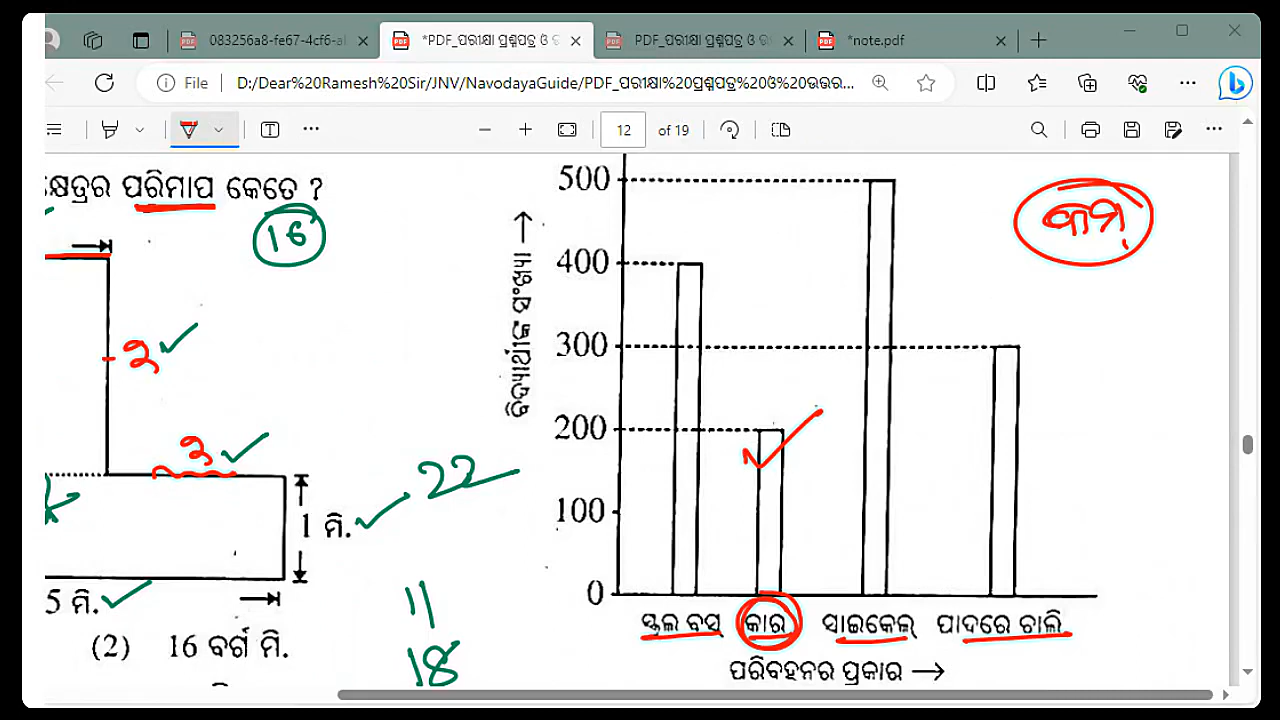 083256a8-fe67-4cf6-a
*PDF_ପରୀକ୍ଷା ପ୍ରଶ୍ନପତ୍ର ଓ
PDF_ପରୀକ୍ଷା ପ୍ରଶ୍ନପତ୍ର ଓ
*note.pdf
File
D:/Dear%20Ramesh%20Sir/JNV/NavodayaGuide/PDF_ପରୀକ୍ଷା%20ପ୍ରଶ୍ନପତ୍ର%20ଓ%20ଉତ୍ତର...
12 of 19
କ୍ଷେତ୍ରର ପରିମାପ କେତେ ?
16
2
2
1 ମି.
22
5 ମି.
11
(2) 16 ବର୍ଗ ମି.
18
କମ୍
500
400
300
200
100
0
ବିଦ୍ୟାର୍ଥୀଙ୍କ ସଂଖ୍ୟା
ସ୍କୁଲ ବସ୍ କାର ସାଇକେଲ୍ ପାଦରେ ଚାଲି
ପରିବହନର ପ୍ରକାର